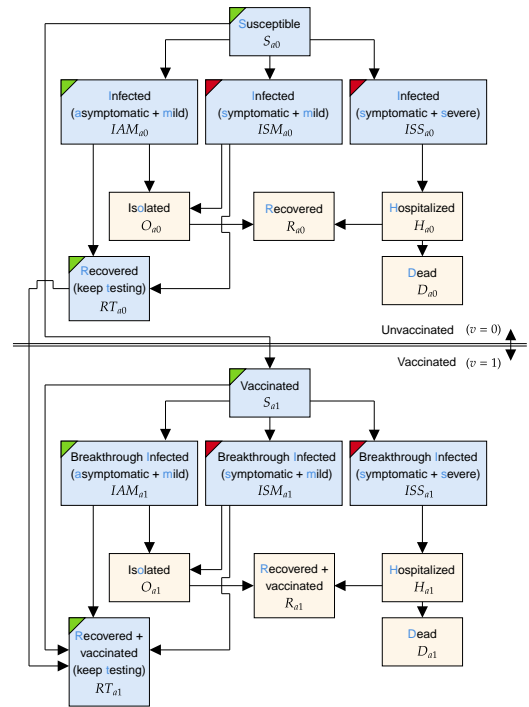 Susceptible
S_{a0}
Infected
(asymptomatic + mild)
IAM_{a0}
Infected
(symptomatic + mild)
ISM_{a0}
Infected
(symptomatic + severe)
ISS_{a0}
Isolated
O_{a0}
Recovered
R_{a0}
Hospitalized
H_{a0}
Recovered
(keep testing)
RT_{a0}
Dead
D_{a0}
Unvaccinated (v = 0)
Vaccinated (v = 1)
Vaccinated
S_{a1}
Breakthrough Infected
(asymptomatic + mild)
IAM_{a1}
Breakthrough Infected
(symptomatic + mild)
ISM_{a1}
Breakthrough Infected
(symptomatic + severe)
ISS_{a1}
Isolated
O_{a1}
Recovered +
vaccinated
R_{a1}
Hospitalized
H_{a1}
Recovered +
vaccinated
(keep testing)
RT_{a1}
Dead
D_{a1}